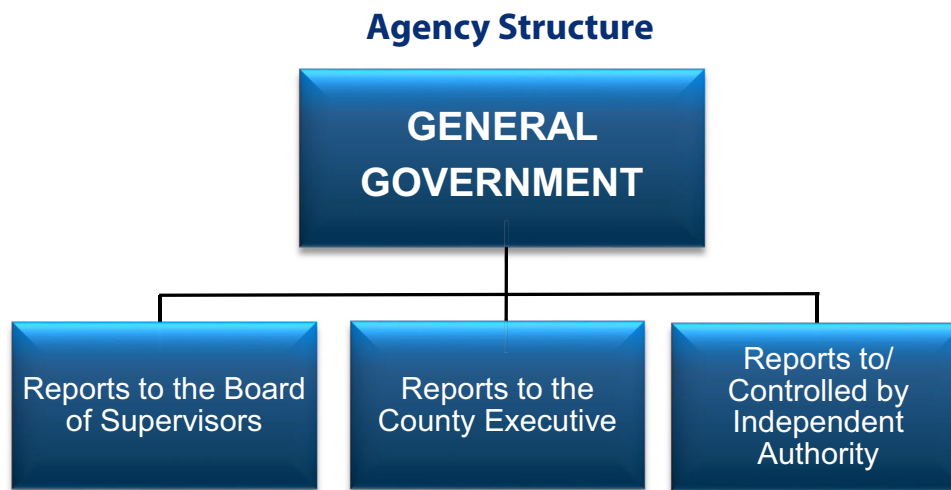 Agency Structure
GENERAL
GOVERNMENT
Reports to the Board
of Supervisors
Reports to the
County Executive
Reports to/
Controlled by
Independent
Authority